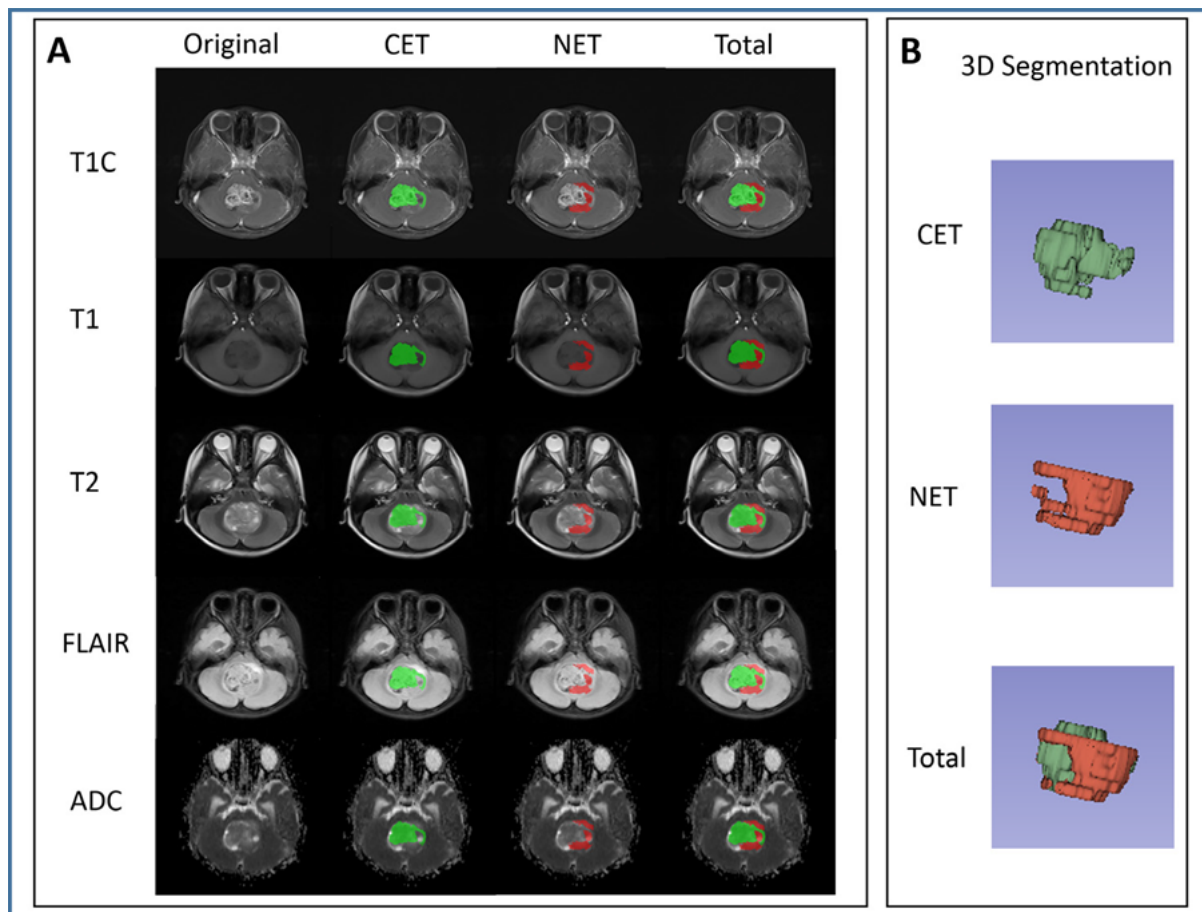 A
Original CET NET Total
T1C
T1
T2
FLAIR
ADC
B
3D Segmentation
CET
NET
Total